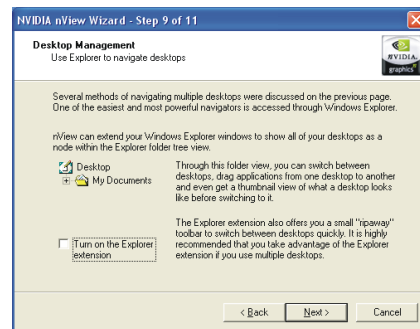 NVIDIA nView Wizard - Step 9 of 11
Desktop Management
Use Explorer to navigate desktops
NVIDIA.
graphics
Several methods of navigating multiple desktops were discussed on the previous page.
One of the easiest and most powerful navigators is accessed through Windows Explorer.
nView can extend your Windows Explorer windows to show all of your desktops as a
node within the Explorer folder tree view.
Desktop
My Documents
Through this folder view, you can switch between
desktops, drag applications from one desktop to another
and even get a thumbnail view of what a desktop looks
like before switching to it.
The Explorer extension also offers you a small "ripaway"
toolbar to switch between desktops quickly. It is highly
recommended that you take advantage of the Explorer
extension if you use multiple desktops.
Turn on the Explorer
extension
< Back
Next >
Cancel